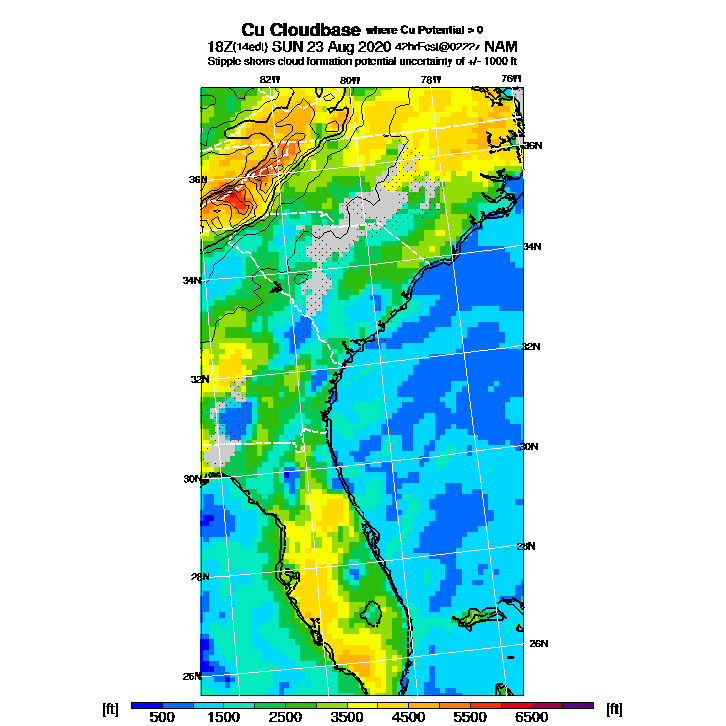 Cu Cloudbase where Cu Potential > 0
18Z (14edt) SUN 23 Aug 2020 NAM
Stipple shows cloud formation potential uncertainty of +/- 1000 ft
82W 80W 78W 76W
36N
36N
34N
34N
32N
32N
30N
30N
28N
28N
26N
26N
[ft] 500 1500 2500 3500 4500 5500 6500 [ft]